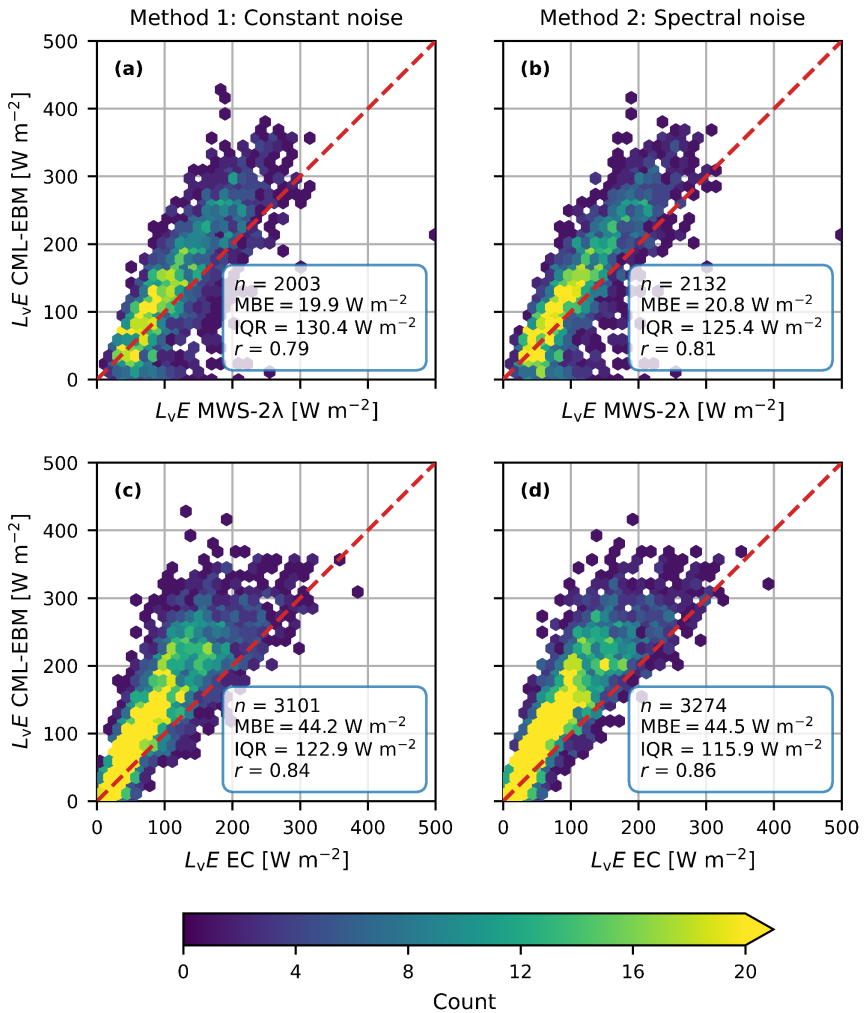 Method 1: Constant noise
Method 2: Spectral noise
500
400
300
200
100
0
LᵥE CML-EBM [W m⁻²]
(a)
n = 2003
MBE = 19.9 W m⁻²
IQR = 130.4 W m⁻²
r = 0.79
LᵥE MWS-2λ [W m⁻²]
(b)
n = 2132
MBE = 20.8 W m⁻²
IQR = 125.4 W m⁻²
r = 0.81
LᵥE MWS-2λ [W m⁻²]
500
400
300
200
100
0
LᵥE CML-EBM [W m⁻²]
(c)
n = 3101
MBE = 44.2 W m⁻²
IQR = 122.9 W m⁻²
r = 0.84
0 100 200 300 400 500
LᵥE EC [W m⁻²]
(d)
n = 3274
MBE = 44.5 W m⁻²
IQR = 115.9 W m⁻²
r = 0.86
0 100 200 300 400 500
LᵥE EC [W m⁻²]
0 4 8 12 16 20
Count